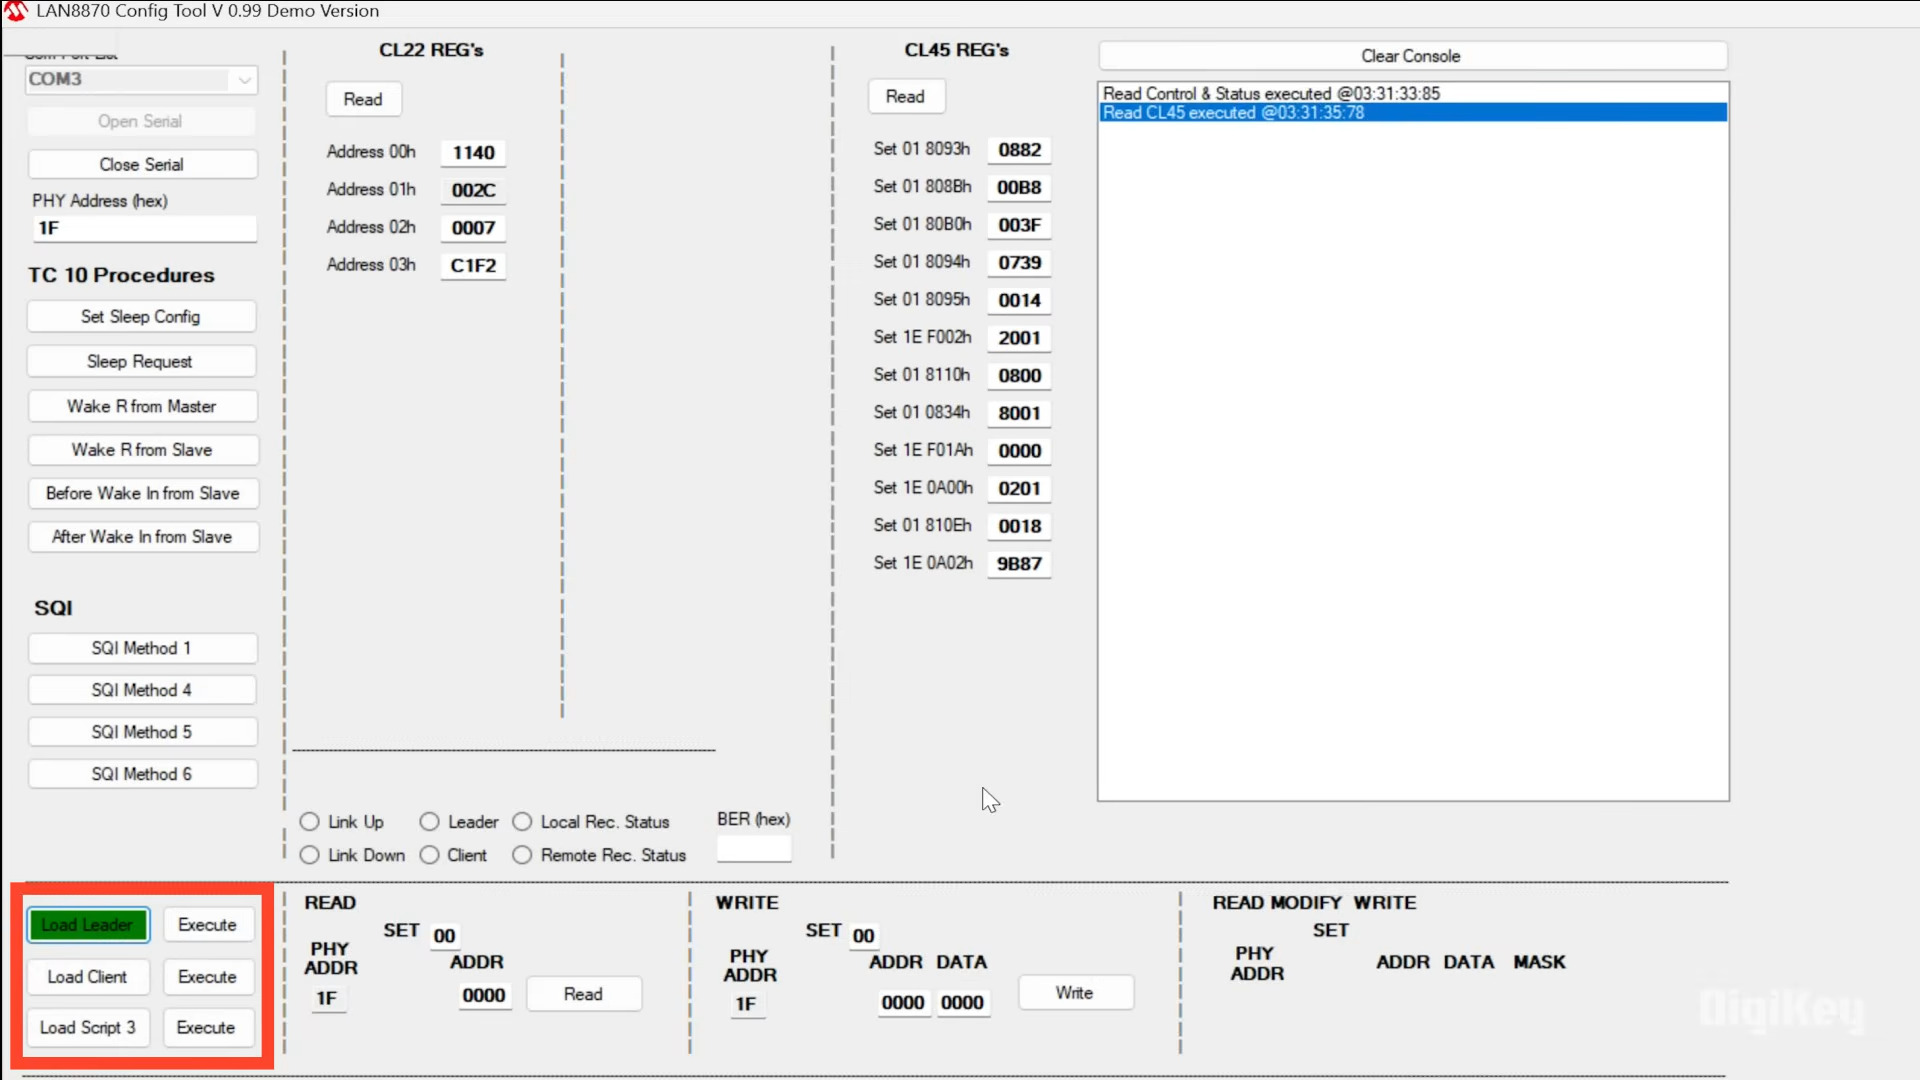 LAN8870 Config Tool V 0.99 Demo Version
COM3
Open Serial
Close Serial
PHY Address (hex)
1F
TC 10 Procedures
Set Sleep Config
Sleep Request
Wake R from Master
Wake R from Slave
Before Wake In from Slave
After Wake In from Slave
SQI
SQI Method 1
SQI Method 4
SQI Method 5
SQI Method 6
CL22 REG's
Read
Address 00h 1140
Address 01h 002C
Address 02h 0007
Address 03h C1F2
CL45 REG's
Read
Set 01 8093h 0882
Set 01 808Bh 00B8
Set 01 80B0h 003F
Set 01 8094h 0739
Set 01 8095h 0014
Set 1E F002h 2001
Set 01 8110h 0800
Set 01 0834h 8001
Set 1E F01Ah 0000
Set 1E 0A00h 0201
Set 01 810Eh 0018
Set 1E 0A02h 9B87
Clear Console
Read Control & Status executed @03:31:33:85
Read CL45 executed @03:31:35:78
Link Up Leader Local Rec. Status BER (hex)
Link Down Client Remote Rec. Status
Load Leader Execute
Load Client Execute
Load Script 3 Execute
READ
SET 00
PHY ADDR
ADDR
1F 0000 Read
WRITE
SET 00
PHY ADDR
ADDR DATA
1F 0000 0000 Write
READ MODIFY WRITE
SET
PHY ADDR
ADDR DATA MASK
DigiKey